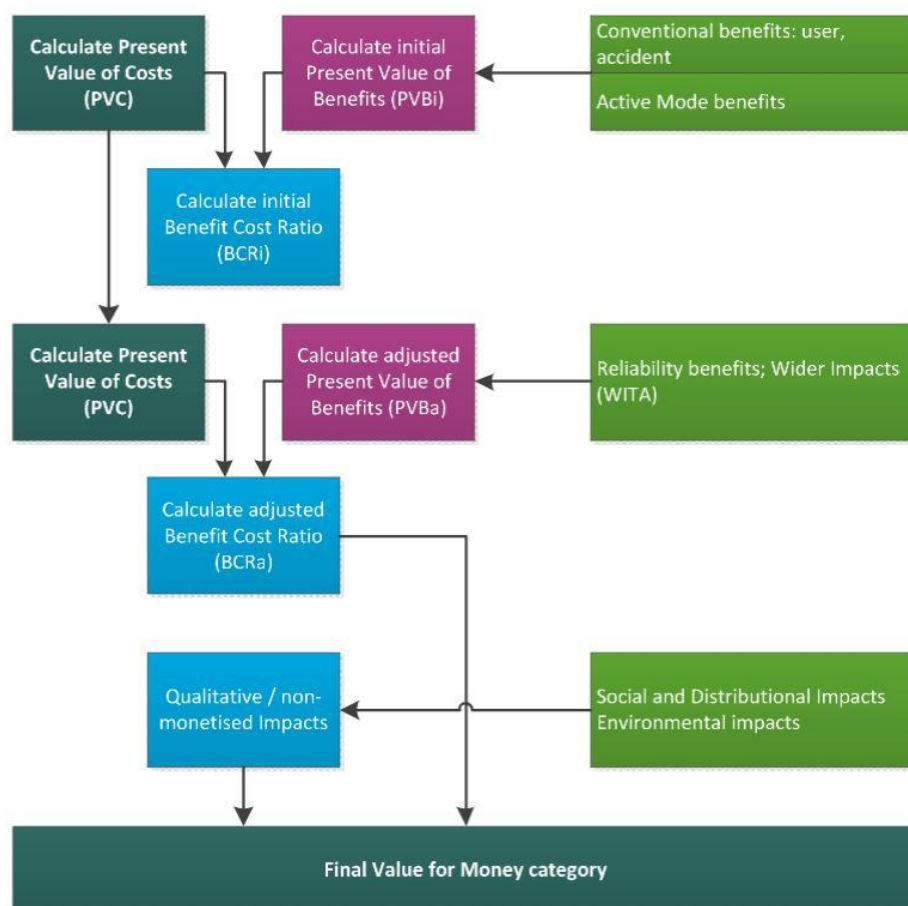 Calculate Present
Value of Costs
(PVC)
Calculate initial
Present Value of
Benefits (PVBi)
Conventional benefits: user,
accident
Active Mode benefits
Calculate initial
Benefit Cost Ratio
(BCRi)
Calculate Present
Value of Costs
(PVC)
Calculate adjusted
Present Value of
Benefits (PVBa)
Reliability benefits; Wider Impacts
(WITA)
Calculate adjusted
Benefit Cost Ratio
(BCRa)
Qualitative / non-
monetised Impacts
Social and Distributional Impacts
Environmental impacts
Final Value for Money category